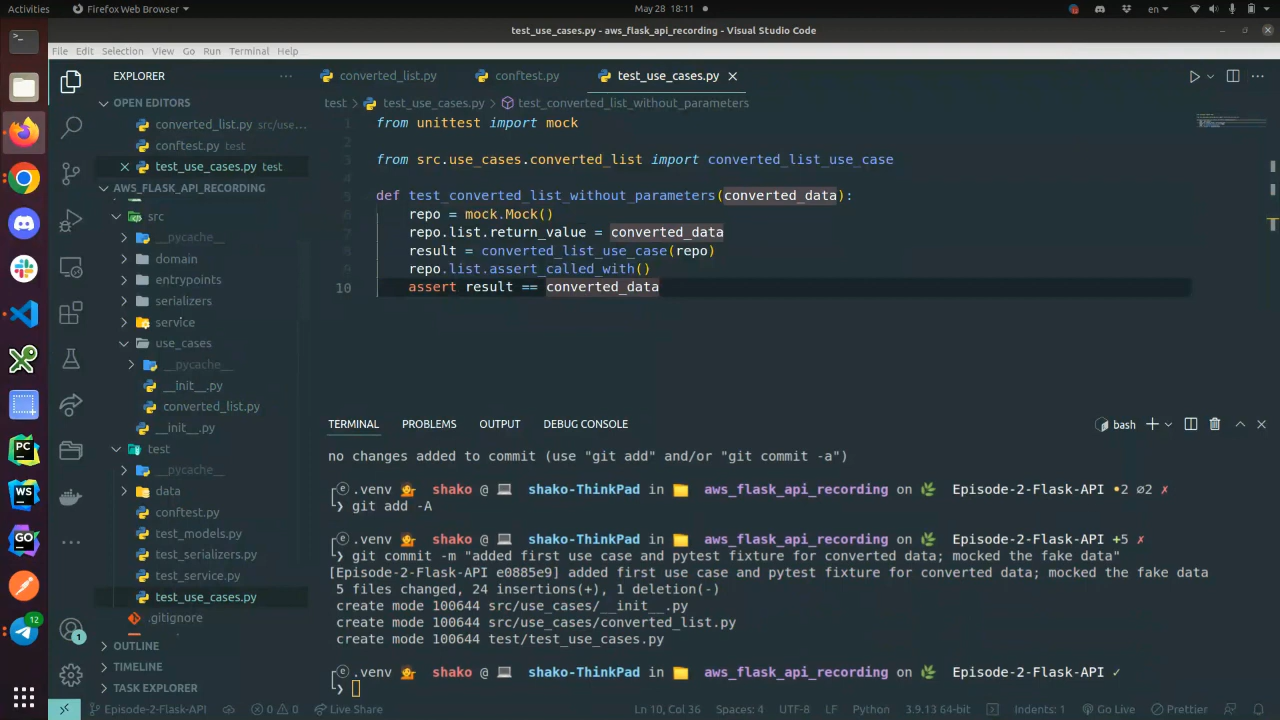 Activities
Firefox Web Browser
May 28 18:11
en
test_use_cases.py - aws_flask_api_recording - Visual Studio Code
File Edit Selection View Go Run Terminal Help
EXPLORER
OPEN EDITORS
converted_list.py src/use...
conftest.py test
test_use_cases.py test
AWS_FLASK_API_RECORDING
src
__pycache__
domain
entrypoints
serializers
service
use_cases
__pycache__
__init__.py
converted_list.py
__init__.py
test
__pycache__
data
conftest.py
test_models.py
test_serializers.py
test_service.py
test_use_cases.py
.gitignore
OUTLINE
TIMELINE
TASK EXPLORER
converted_list.py
conftest.py
test_use_cases.py
test > test_use_cases.py > test_converted_list_without_parameters
1 from unittest import mock
2
3 from src.use_cases.converted_list import converted_list_use_case
4
5 def test_converted_list_without_parameters(converted_data):
6 repo = mock.Mock()
7 repo.list.return_value = converted_data
8 result = converted_list_use_case(repo)
9 repo.list.assert_called_with()
10 assert result == converted_data
TERMINAL PROBLEMS OUTPUT DEBUG CONSOLE
bash
no changes added to commit (use "git add" and/or "git commit -a")
.venv shako @ shako-ThinkPad in aws_flask_api_recording on Episode-2-Flask-API •2 ⌀2 ✗
❯ git add -A
.venv shako @ shako-ThinkPad in aws_flask_api_recording on Episode-2-Flask-API +5 ✗
❯ git commit -m "added first use case and pytest fixture for converted data; mocked the fake data"
[Episode-2-Flask-API e0885e9] added first use case and pytest fixture for converted data; mocked the fake data
5 files changed, 24 insertions(+), 1 deletion(-)
create mode 100644 src/use_cases/__init__.py
create mode 100644 src/use_cases/converted_list.py
create mode 100644 test/test_use_cases.py
.venv shako @ shako-ThinkPad in aws_flask_api_recording on Episode-2-Flask-API ✓
❯
PC
WS
GO
12
1
Episode-2-Flask-API
0 0
Live Share
Ln 10, Col 36
Spaces: 4
UTF-8
LF
Python
3.9.13 64-bit
Indents: 1
Go Live
Prettier